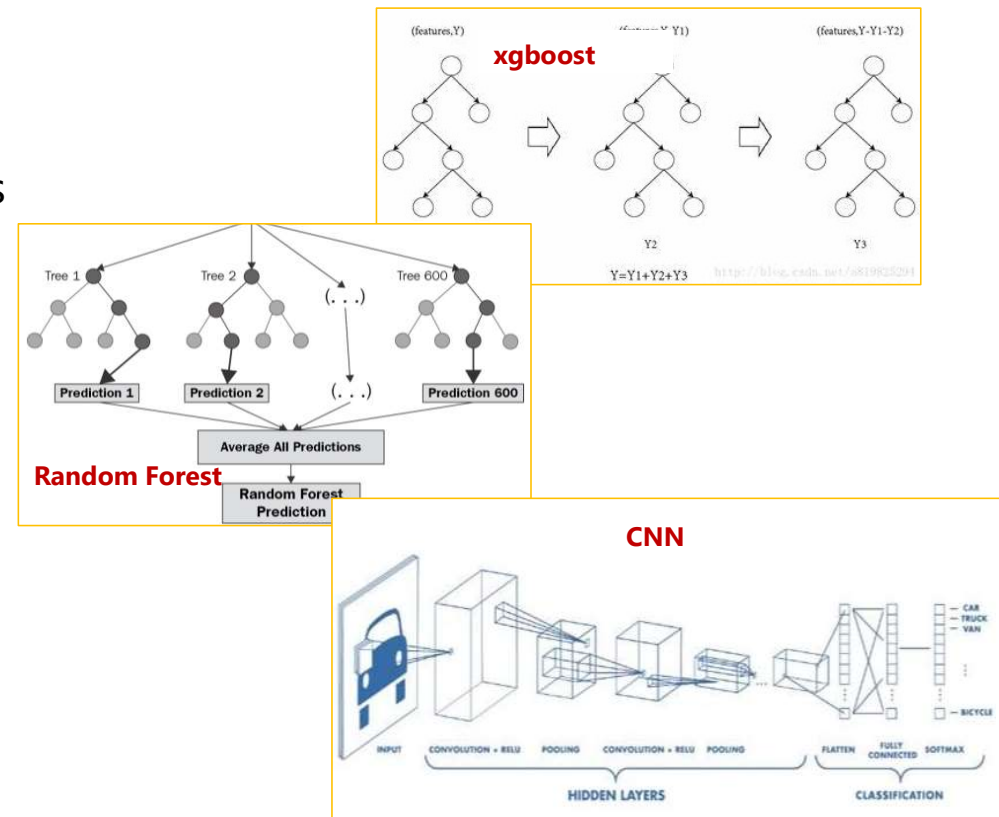 (features,Y)
(features,Y-Y1)
(features,Y-Y1-Y2)
xgboost
Y2
Y3
Y=Y1+Y2+Y3
S
Tree 1
Tree 2
(. . .)
Tree 600
Prediction 1
Prediction 2
(. . .)
Prediction 600
Average All Predictions
Random Forest
Random Forest
Prediction
CNN
CAR
TRUCK
VAN
BICYCLE
INPUT
CONVOLUTION + RELU
POOLING
CONVOLUTION + RELU
POOLING
FLATTEN
FULLY
CONNECTED
SOFTMAX
HIDDEN LAYERS
CLASSIFICATION